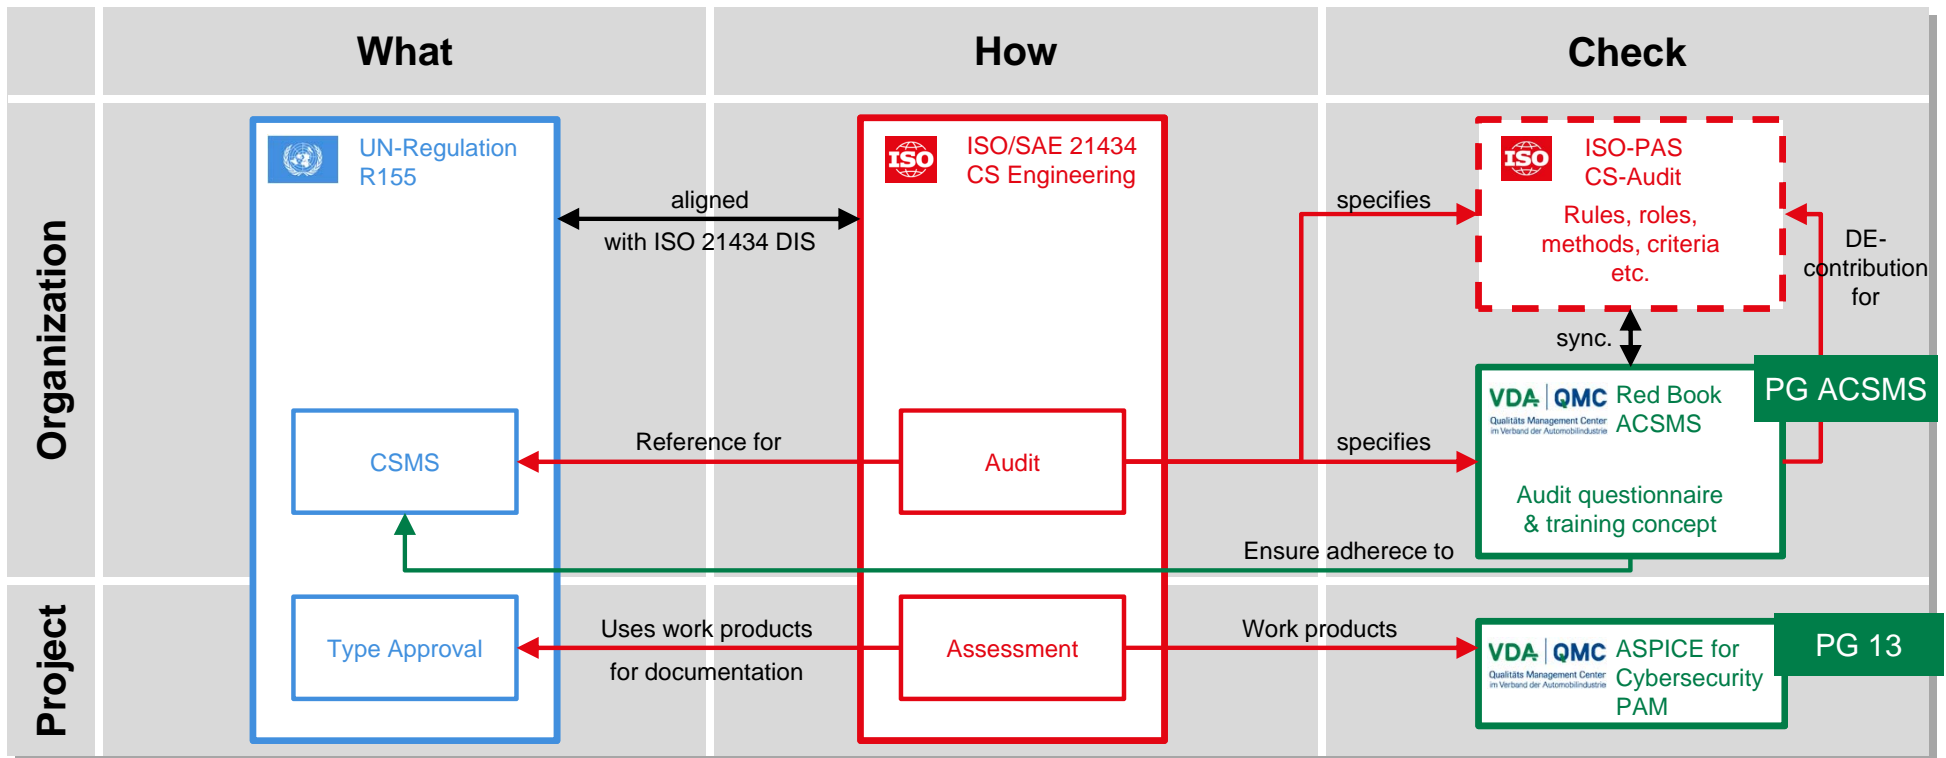 What
How
Check
Organization
Project
UN-Regulation
R155
CSMS
Type Approval
aligned
with ISO 21434 DIS
Reference for
Uses work products
for documentation
ISO
ISO/SAE 21434
CS Engineering
Audit
Assessment
specifies
specifies
Ensure adherece to
Work products
ISO
ISO-PAS
CS-Audit
Rules, roles,
methods, criteria
etc.
DE-
contribution
for
sync.
VDA | QMC
Qualitäts Management Center
im Verband der Automobilindustrie
Red Book
ACSMS
Audit questionnaire
& training concept
PG ACSMS
VDA | QMC
Qualitäts Management Center
im Verband der Automobilindustrie
ASPICE for
Cybersecurity
PAM
PG 13